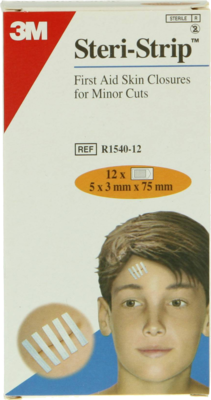 STERILE R
2
3M
Steri-Strip™
First Aid Skin Closures
for Minor Cuts
REF R1540-12
12 x
5 x 3 mm x 75 mm